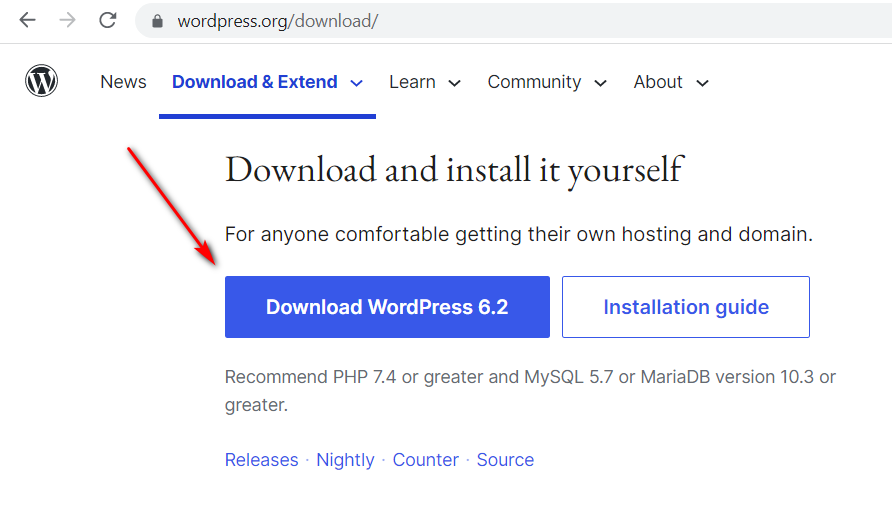 wordpress.org/download/
News Download & Extend Learn Community About
Download and install it yourself
For anyone comfortable getting their own hosting and domain.
Download WordPress 6.2 Installation guide
Recommend PHP 7.4 or greater and MySQL 5.7 or MariaDB version 10.3 or
greater.
Releases · Nightly · Counter · Source